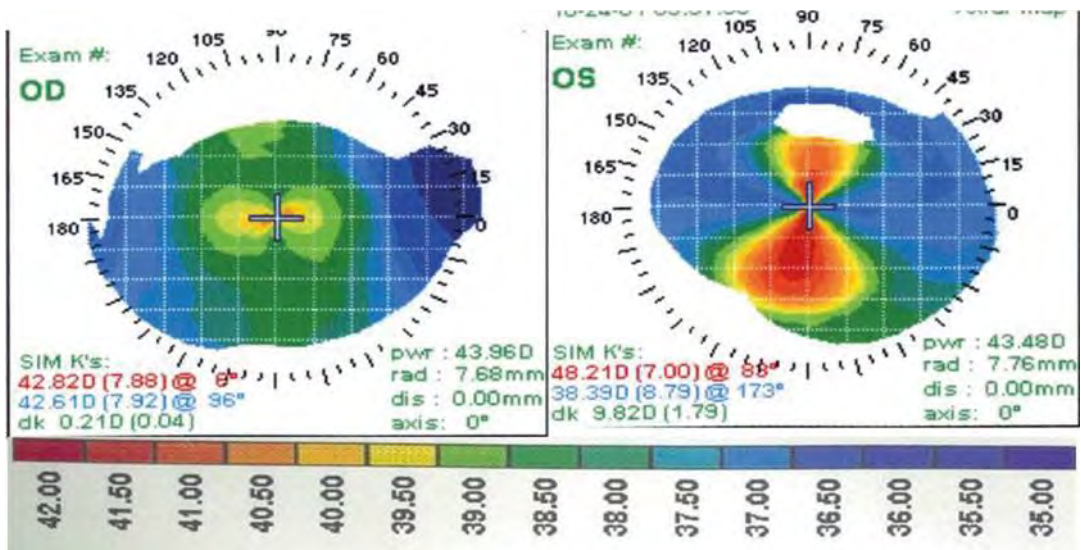 Exam #:
OD
180
165
150
135
120
105
90
75
60
45
30
15
0
SIM K's:
42.82D (7.88) @ 6°
42.61D (7.92) @ 96°
dk 0.21D (0.04)
pwr : 43.96D
rad : 7.68mm
dis : 0.00mm
axis: 0°
Exam #:
OS
180
165
150
135
120
105
90
75
60
45
30
15
0
SIM K's:
48.21D (7.00) @ 88°
38.39D (8.79) @ 173°
dk 9.82D (1.79)
pwr : 43.48D
rad : 7.76mm
dis : 0.00mm
axis: 0°
42.00
41.50
41.00
40.50
40.00
39.50
39.00
38.50
38.00
37.50
37.00
36.50
36.00
35.50
35.00